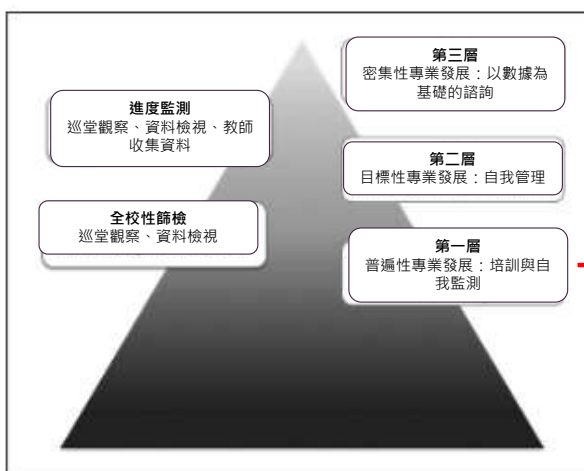 進度監測
巡堂觀察、資料檢視、教師
收集資料
全校性篩檢
巡堂觀察、資料檢視
第三層
密集性專業發展：以數據為
基礎的諮詢
第二層
目標性專業發展：自我管理
第一層
普遍性專業發展：培訓與自
我監測